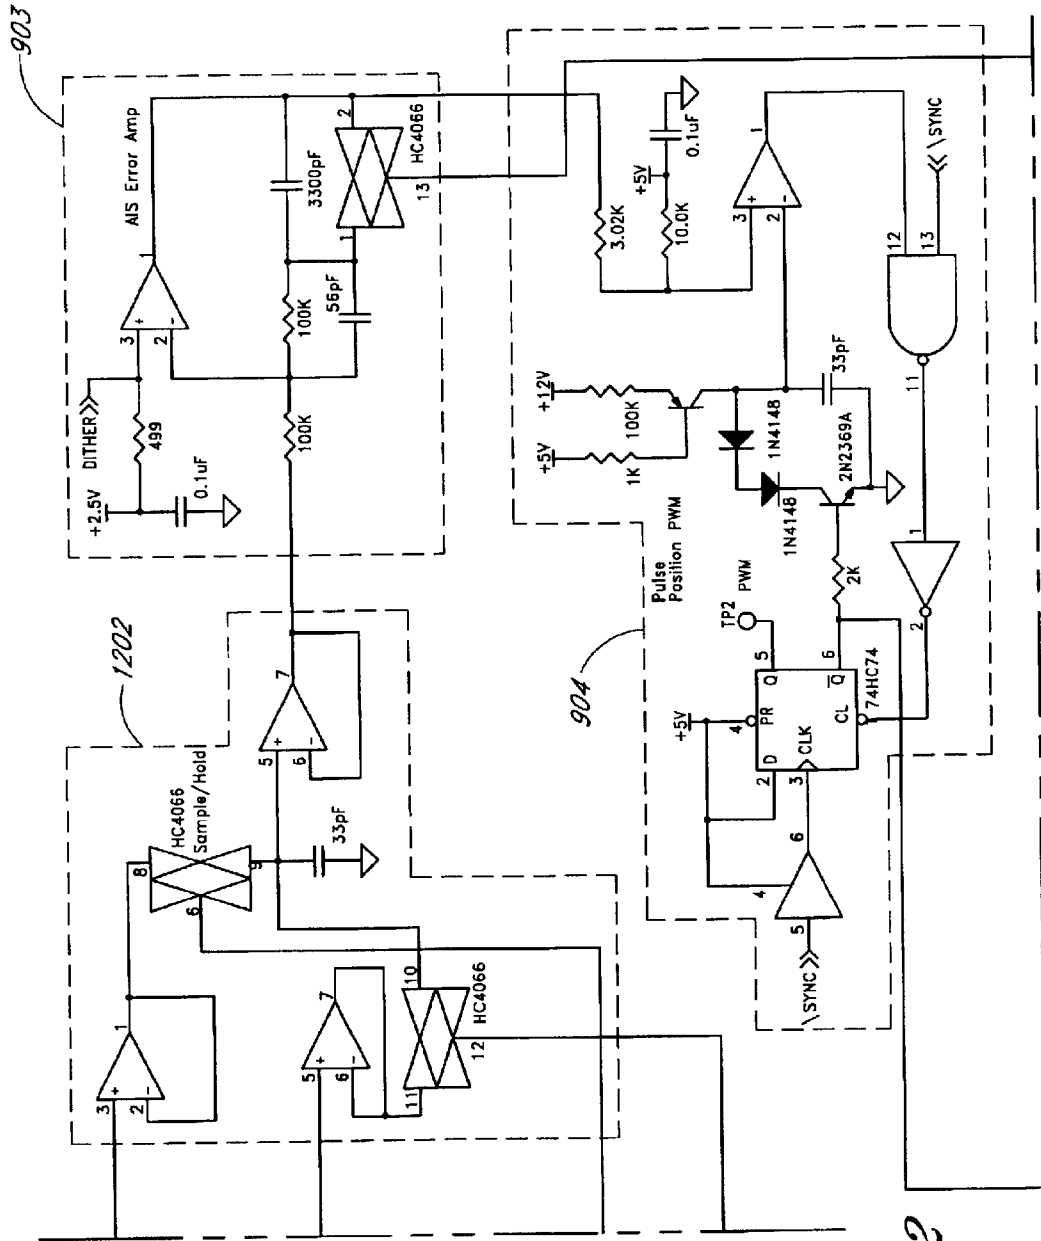 903
AIS Error Amp
3
+
2
-
1
DITHER
499
+2.5V
0.1uF
100K
100K
56pF
3300pF
1
2
HC4066
13
1202
HC4066
Sample/Hold
8
9
6
3
+
2
-
1
5
+
6
-
7
33pF
5
+
6
-
7
10
11
HC4066
12
904
Pulse
Position PWM
+5V
1K
+12V
100K
1N4148
1N4148
2N2369A
33pF
3.02K
+5V
10.0K
0.1uF
3
+
2
-
1
12
13
\SYNC
11
1
2
2K
TP2
PWM
+5V
4
PR
2
D
3
CLK
5
Q
6
Q
CL
74HC74
\SYNC
5
4
6